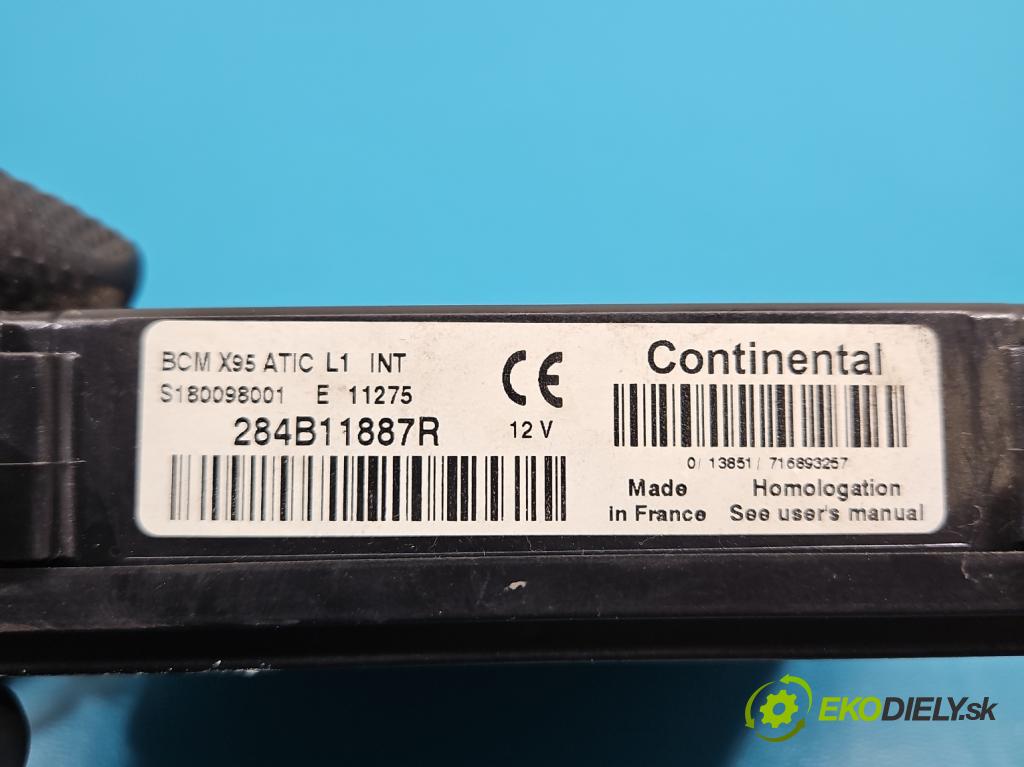 BCM X95 ATIC L1 INT
S180098001 E 11275
284B11887R
CE
12 V
Continental
0/ 13851/ 716893257
Made
in France
Homologation
See user's manual
EKODIELY.sk